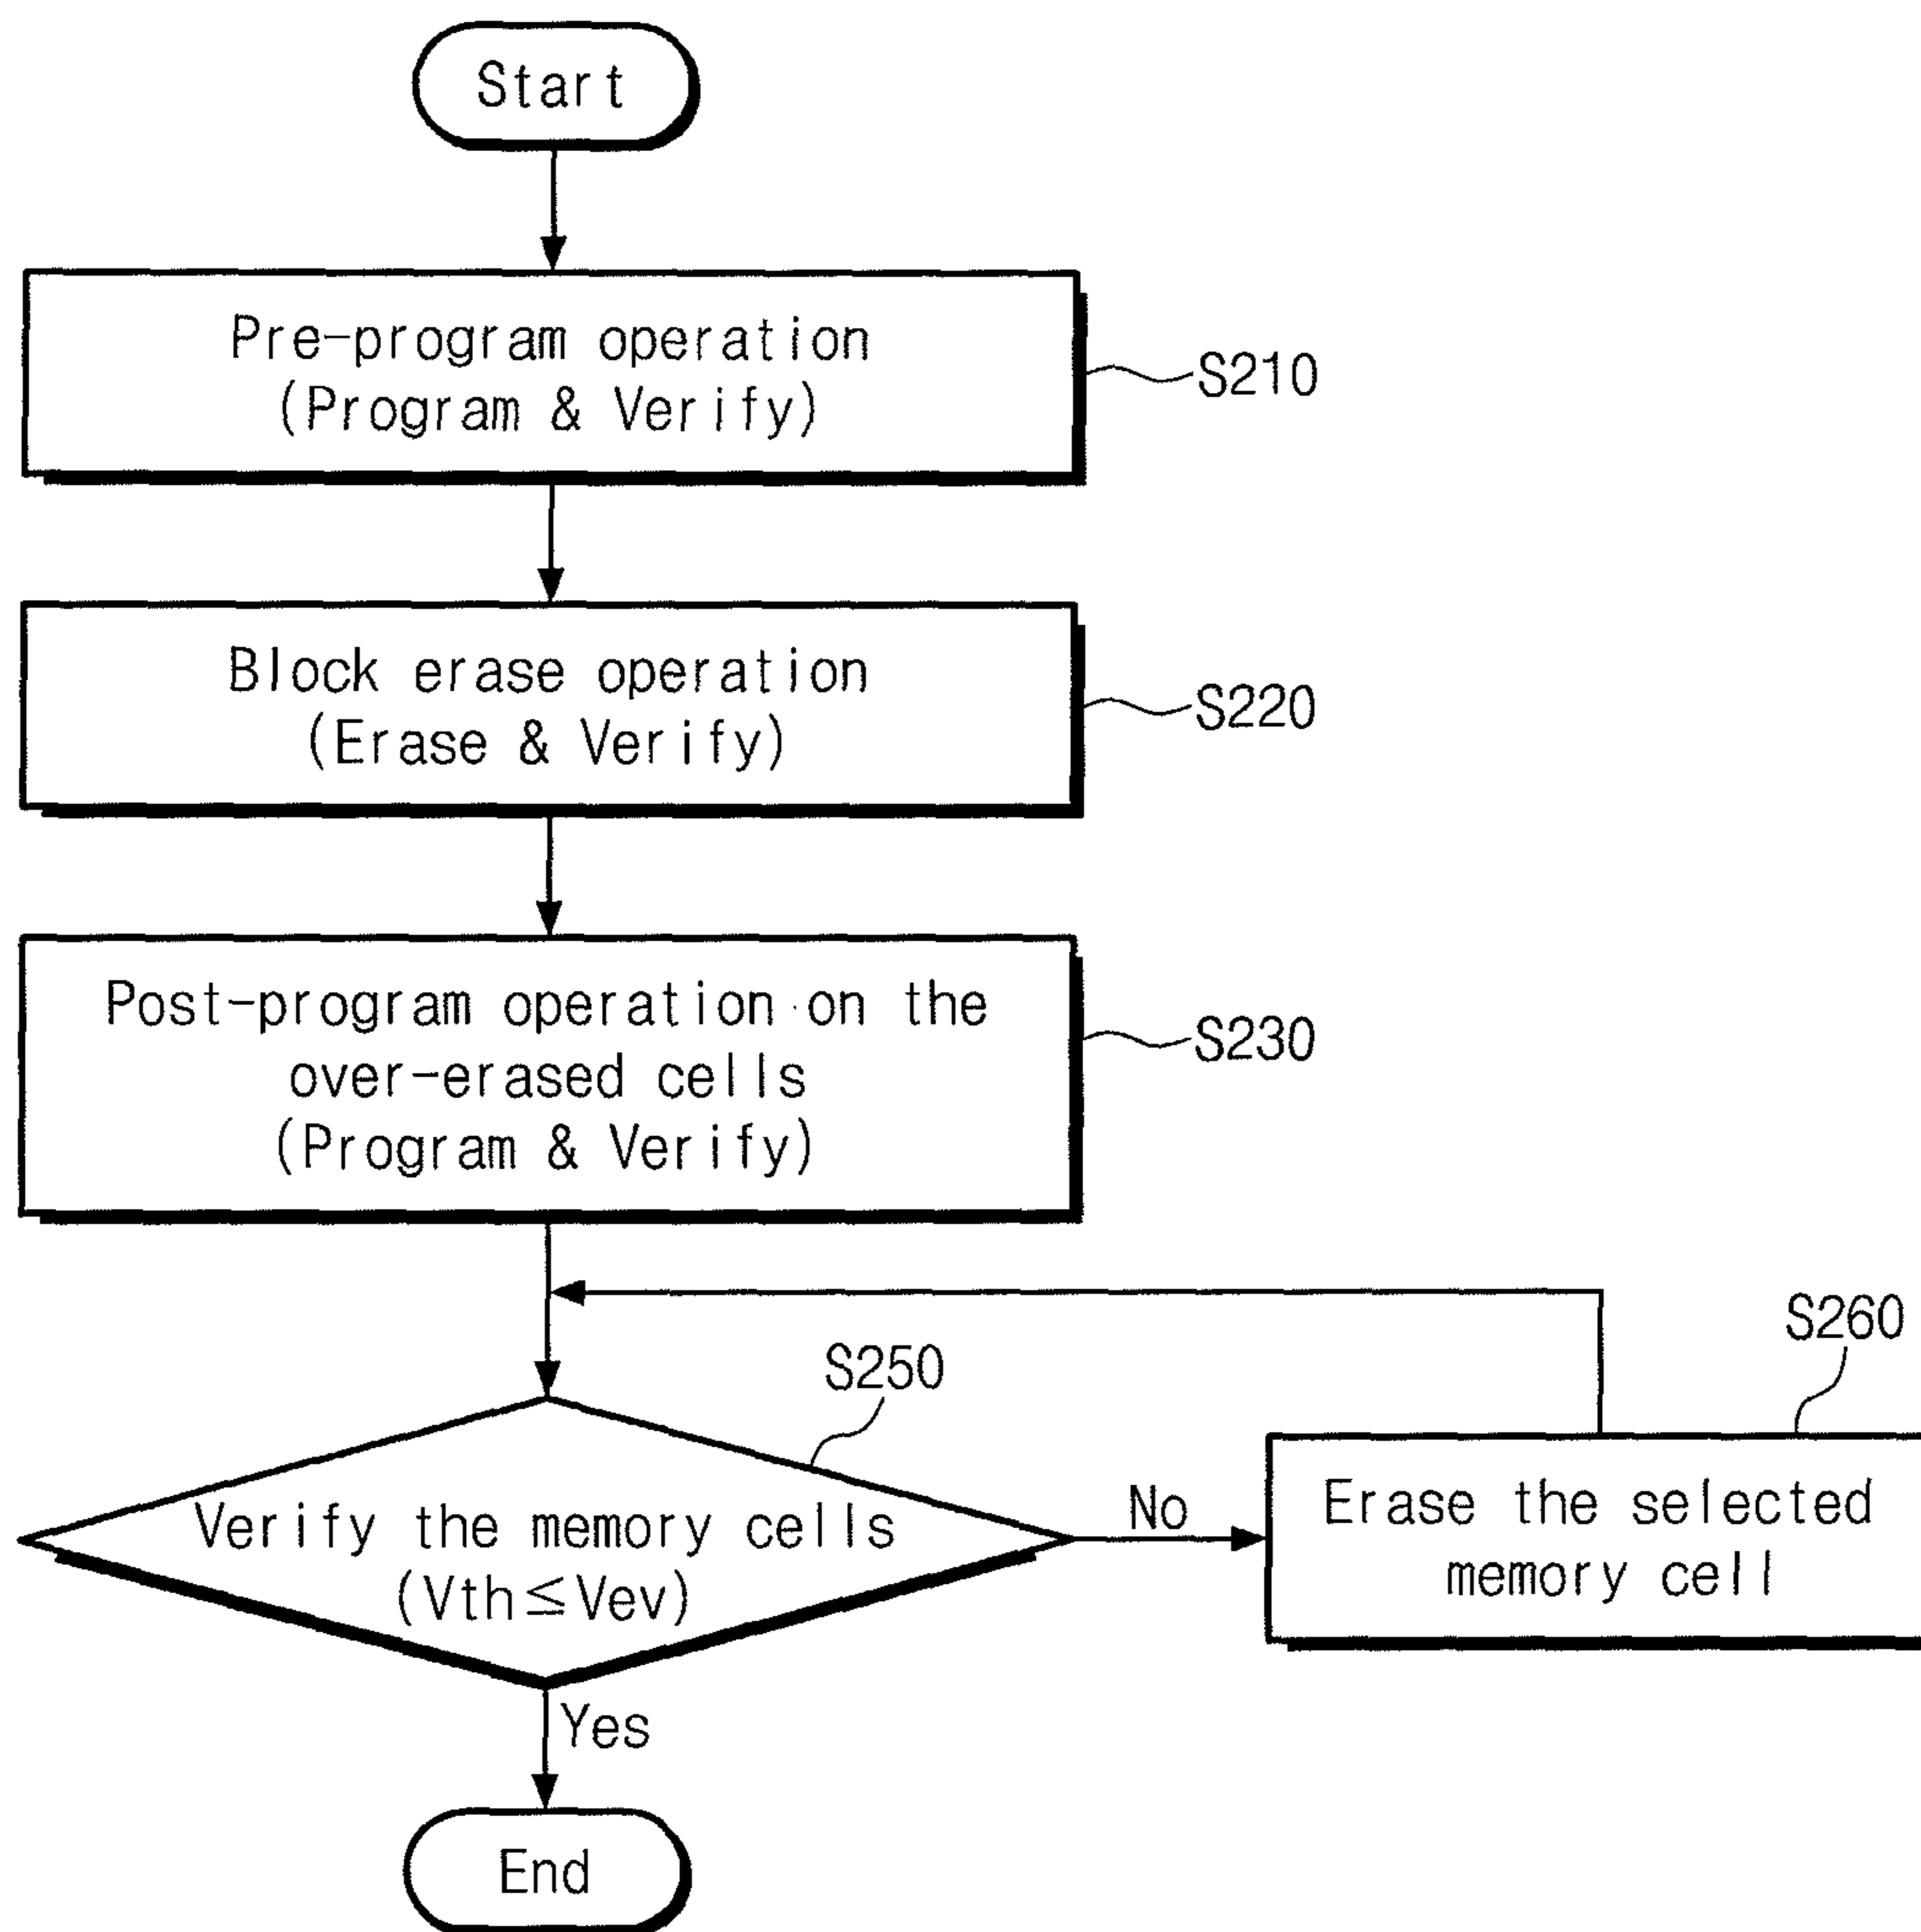 Start
Pre-program operation
(Program & Verify)
S210
Block erase operation
(Erase & Verify)
S220
Post-program operation on the
over-erased cells
(Program & Verify)
S230
S250
Verify the memory cells
(Vth≦Vev)
No
S260
Erase the selected
memory cell
Yes
End